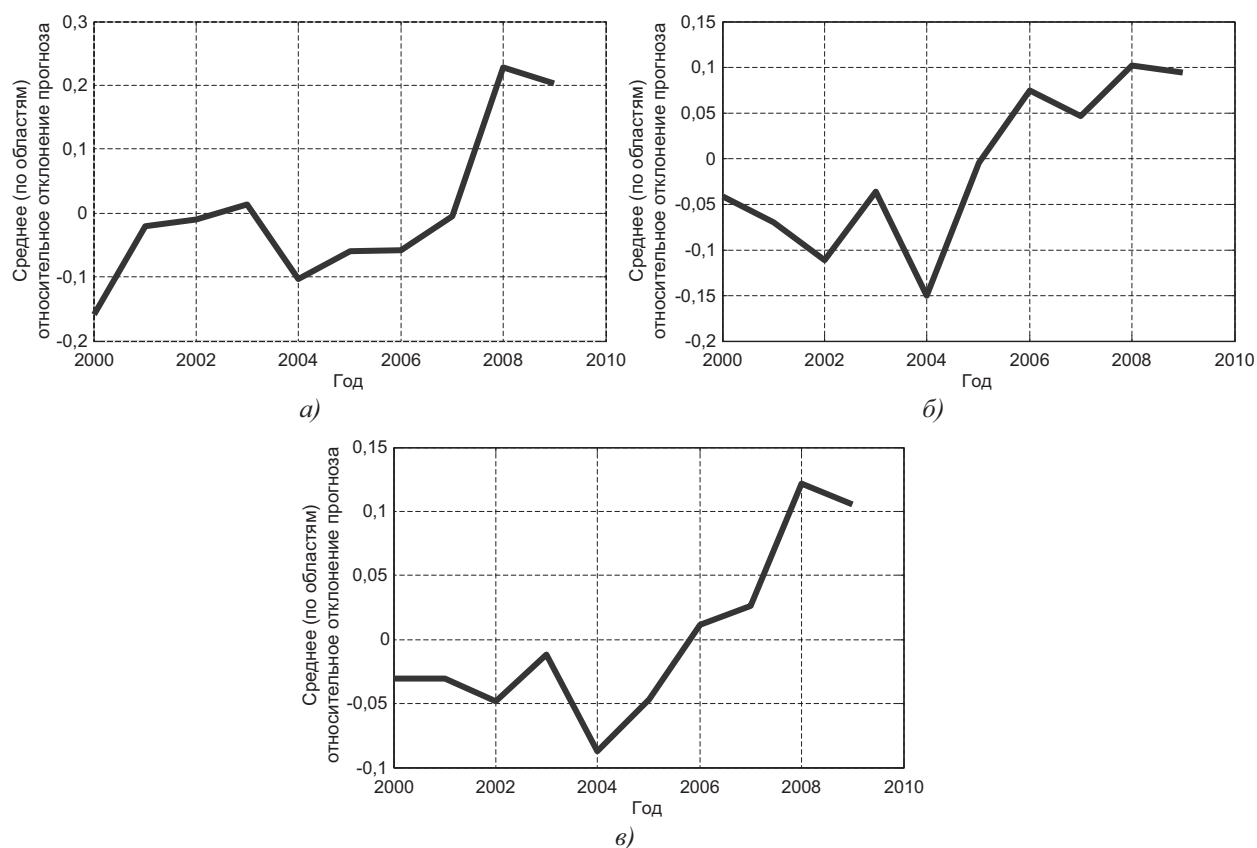 Среднее (по областям)
относительное отклонение прогноза
0,3
0,2
0,1
0
-0,1
-0,2
2000 2002 2004 2006 2008 2010
Год
а)
Среднее (по областям)
относительное отклонение прогноза
0,15
0,1
0,05
0
-0,05
-0,1
-0,15
-0,2
2000 2002 2004 2006 2008 2010
Год
б)
Среднее (по областям)
относительное отклонение прогноза
0,15
0,1
0,05
0
-0,05
-0,1
2000 2002 2004 2006 2008 2010
Год
в)